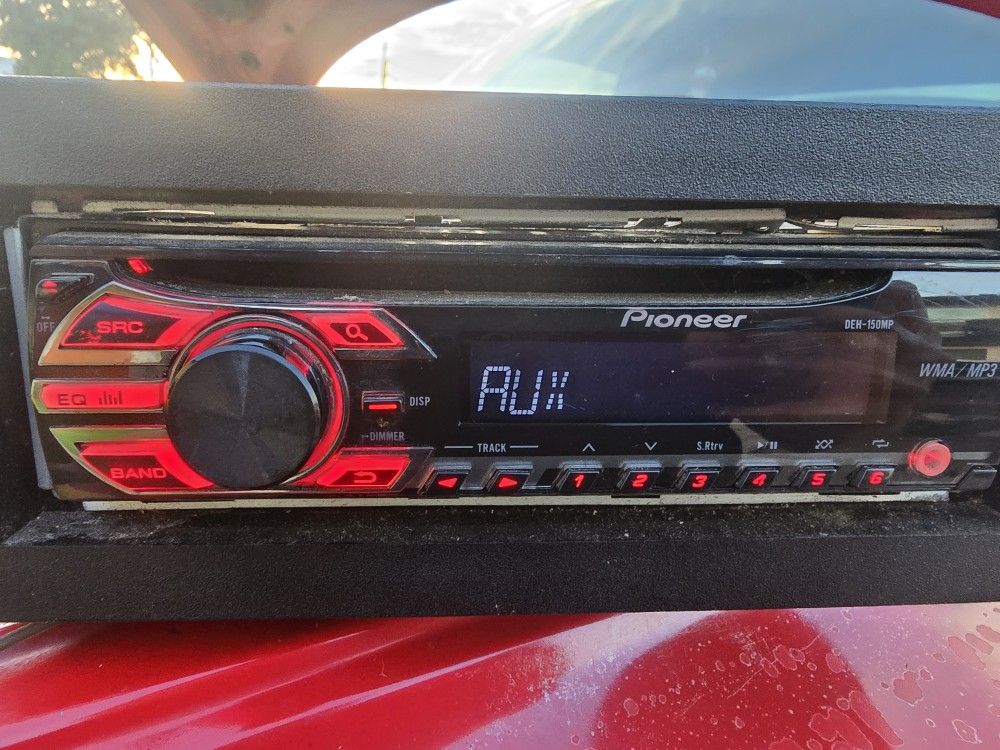 Pioneer
DEH-150MP
OFF
SRC
WMA/MP3
AUX
EQ
DISP
DIMMER
TRACK
S.Rtrv
BAND
1 2 3 4 5 6